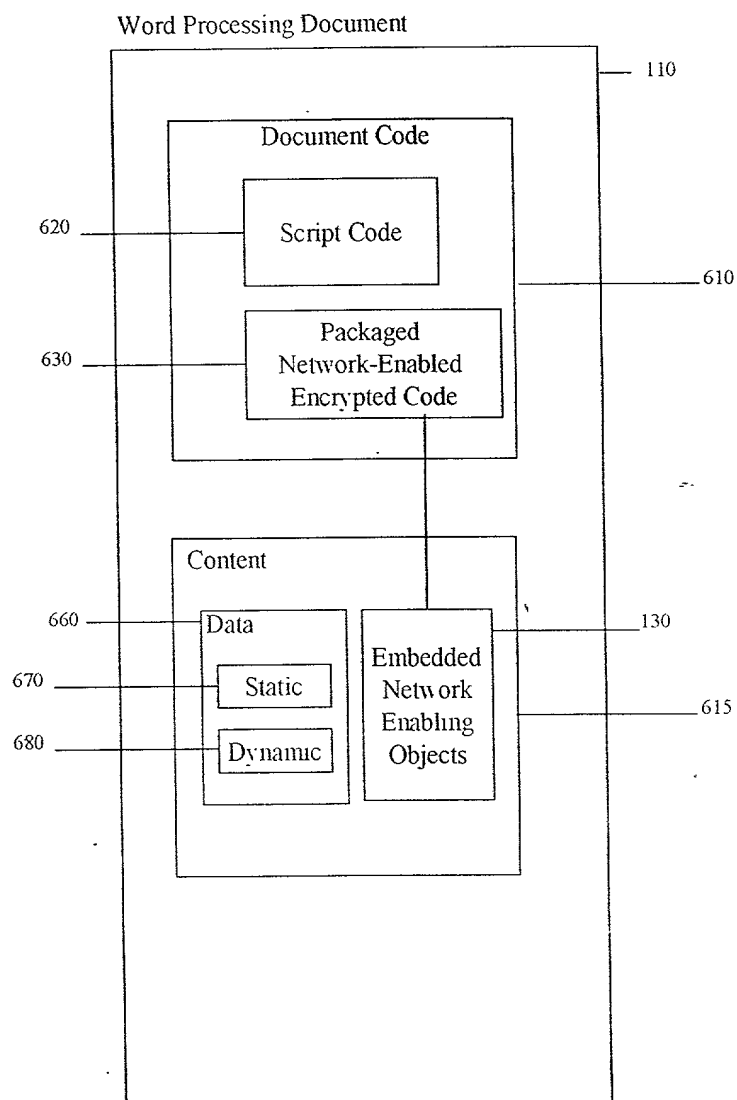 Word Processing Document
110
Document Code
620
Script Code
610
630
Packaged
Network-Enabled
Encrypted Code
Content
660
Data
130
670
Static
Embedded
Network
Enabling
Objects
615
680
Dynamic